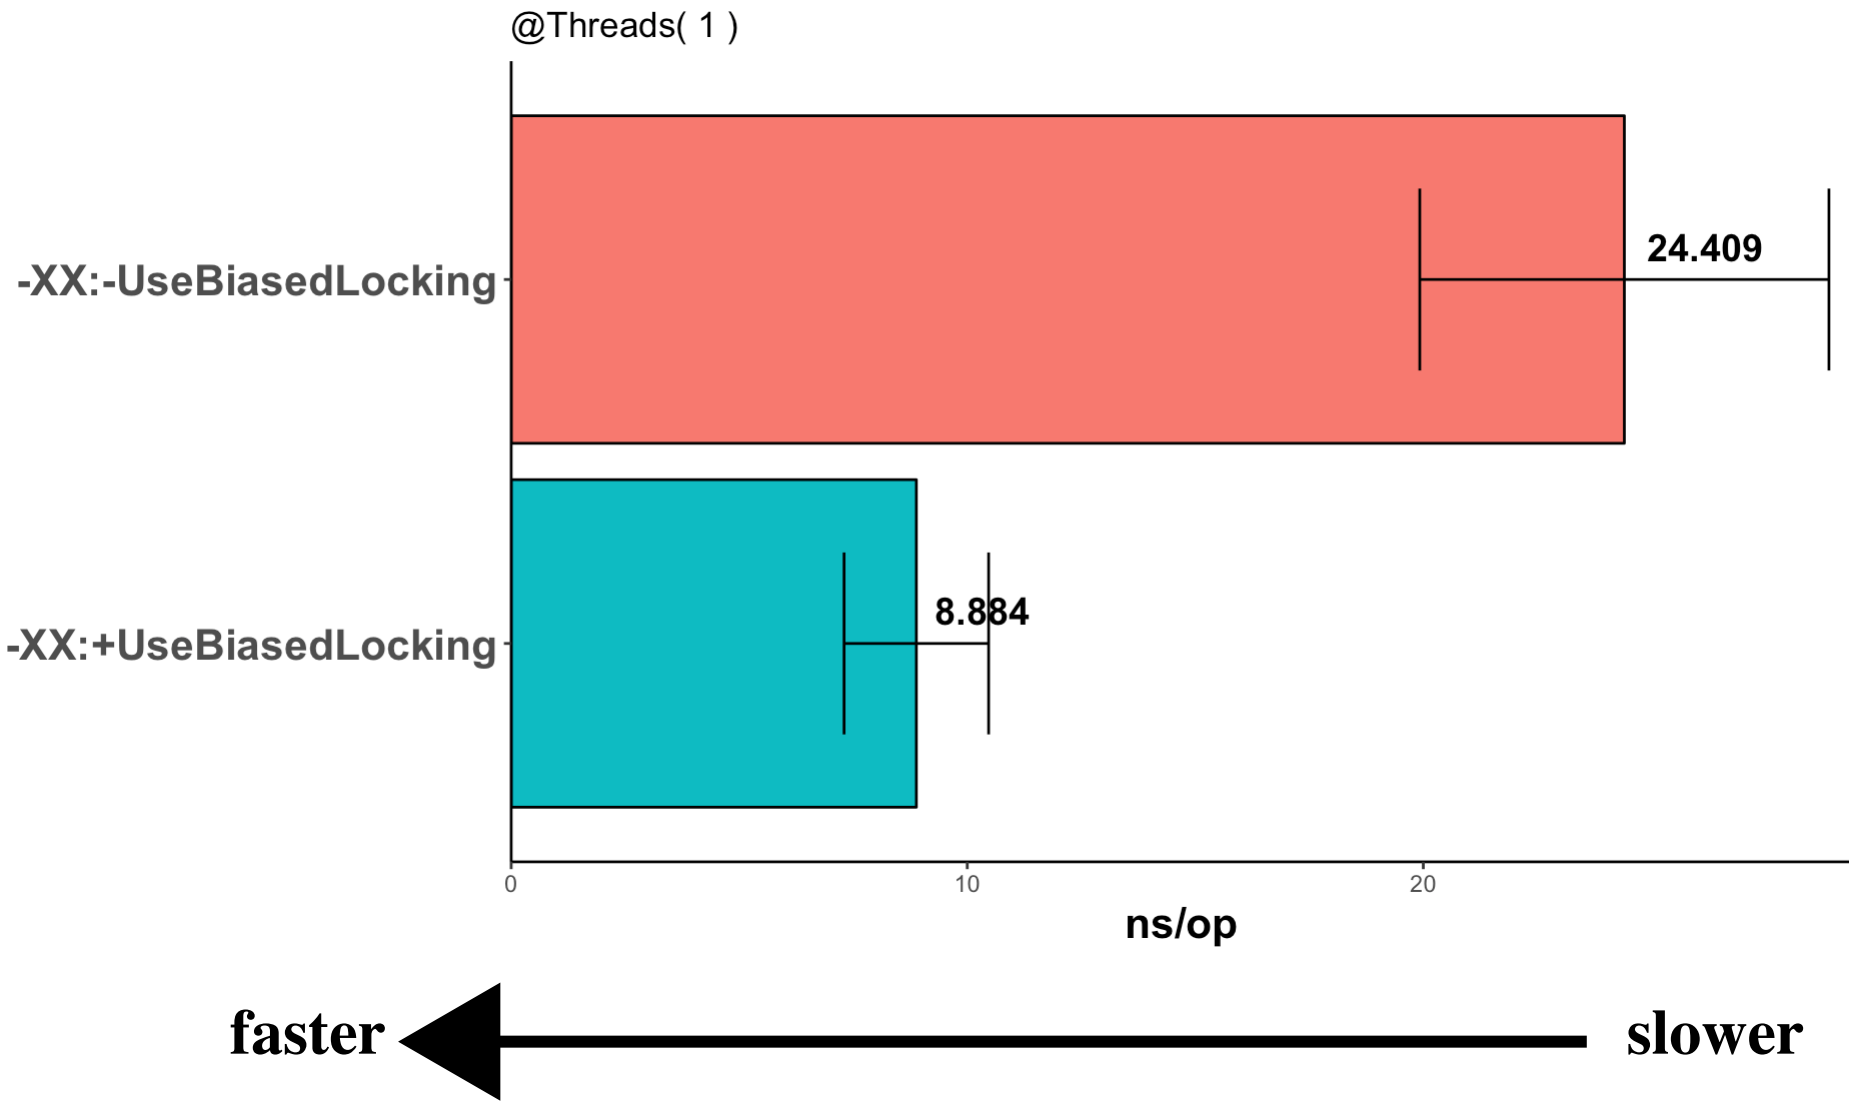 @Threads( 1 )
-XX:-UseBiasedLocking
24.409
-XX:+UseBiasedLocking
8.884
0 10 20
ns/op
faster slower